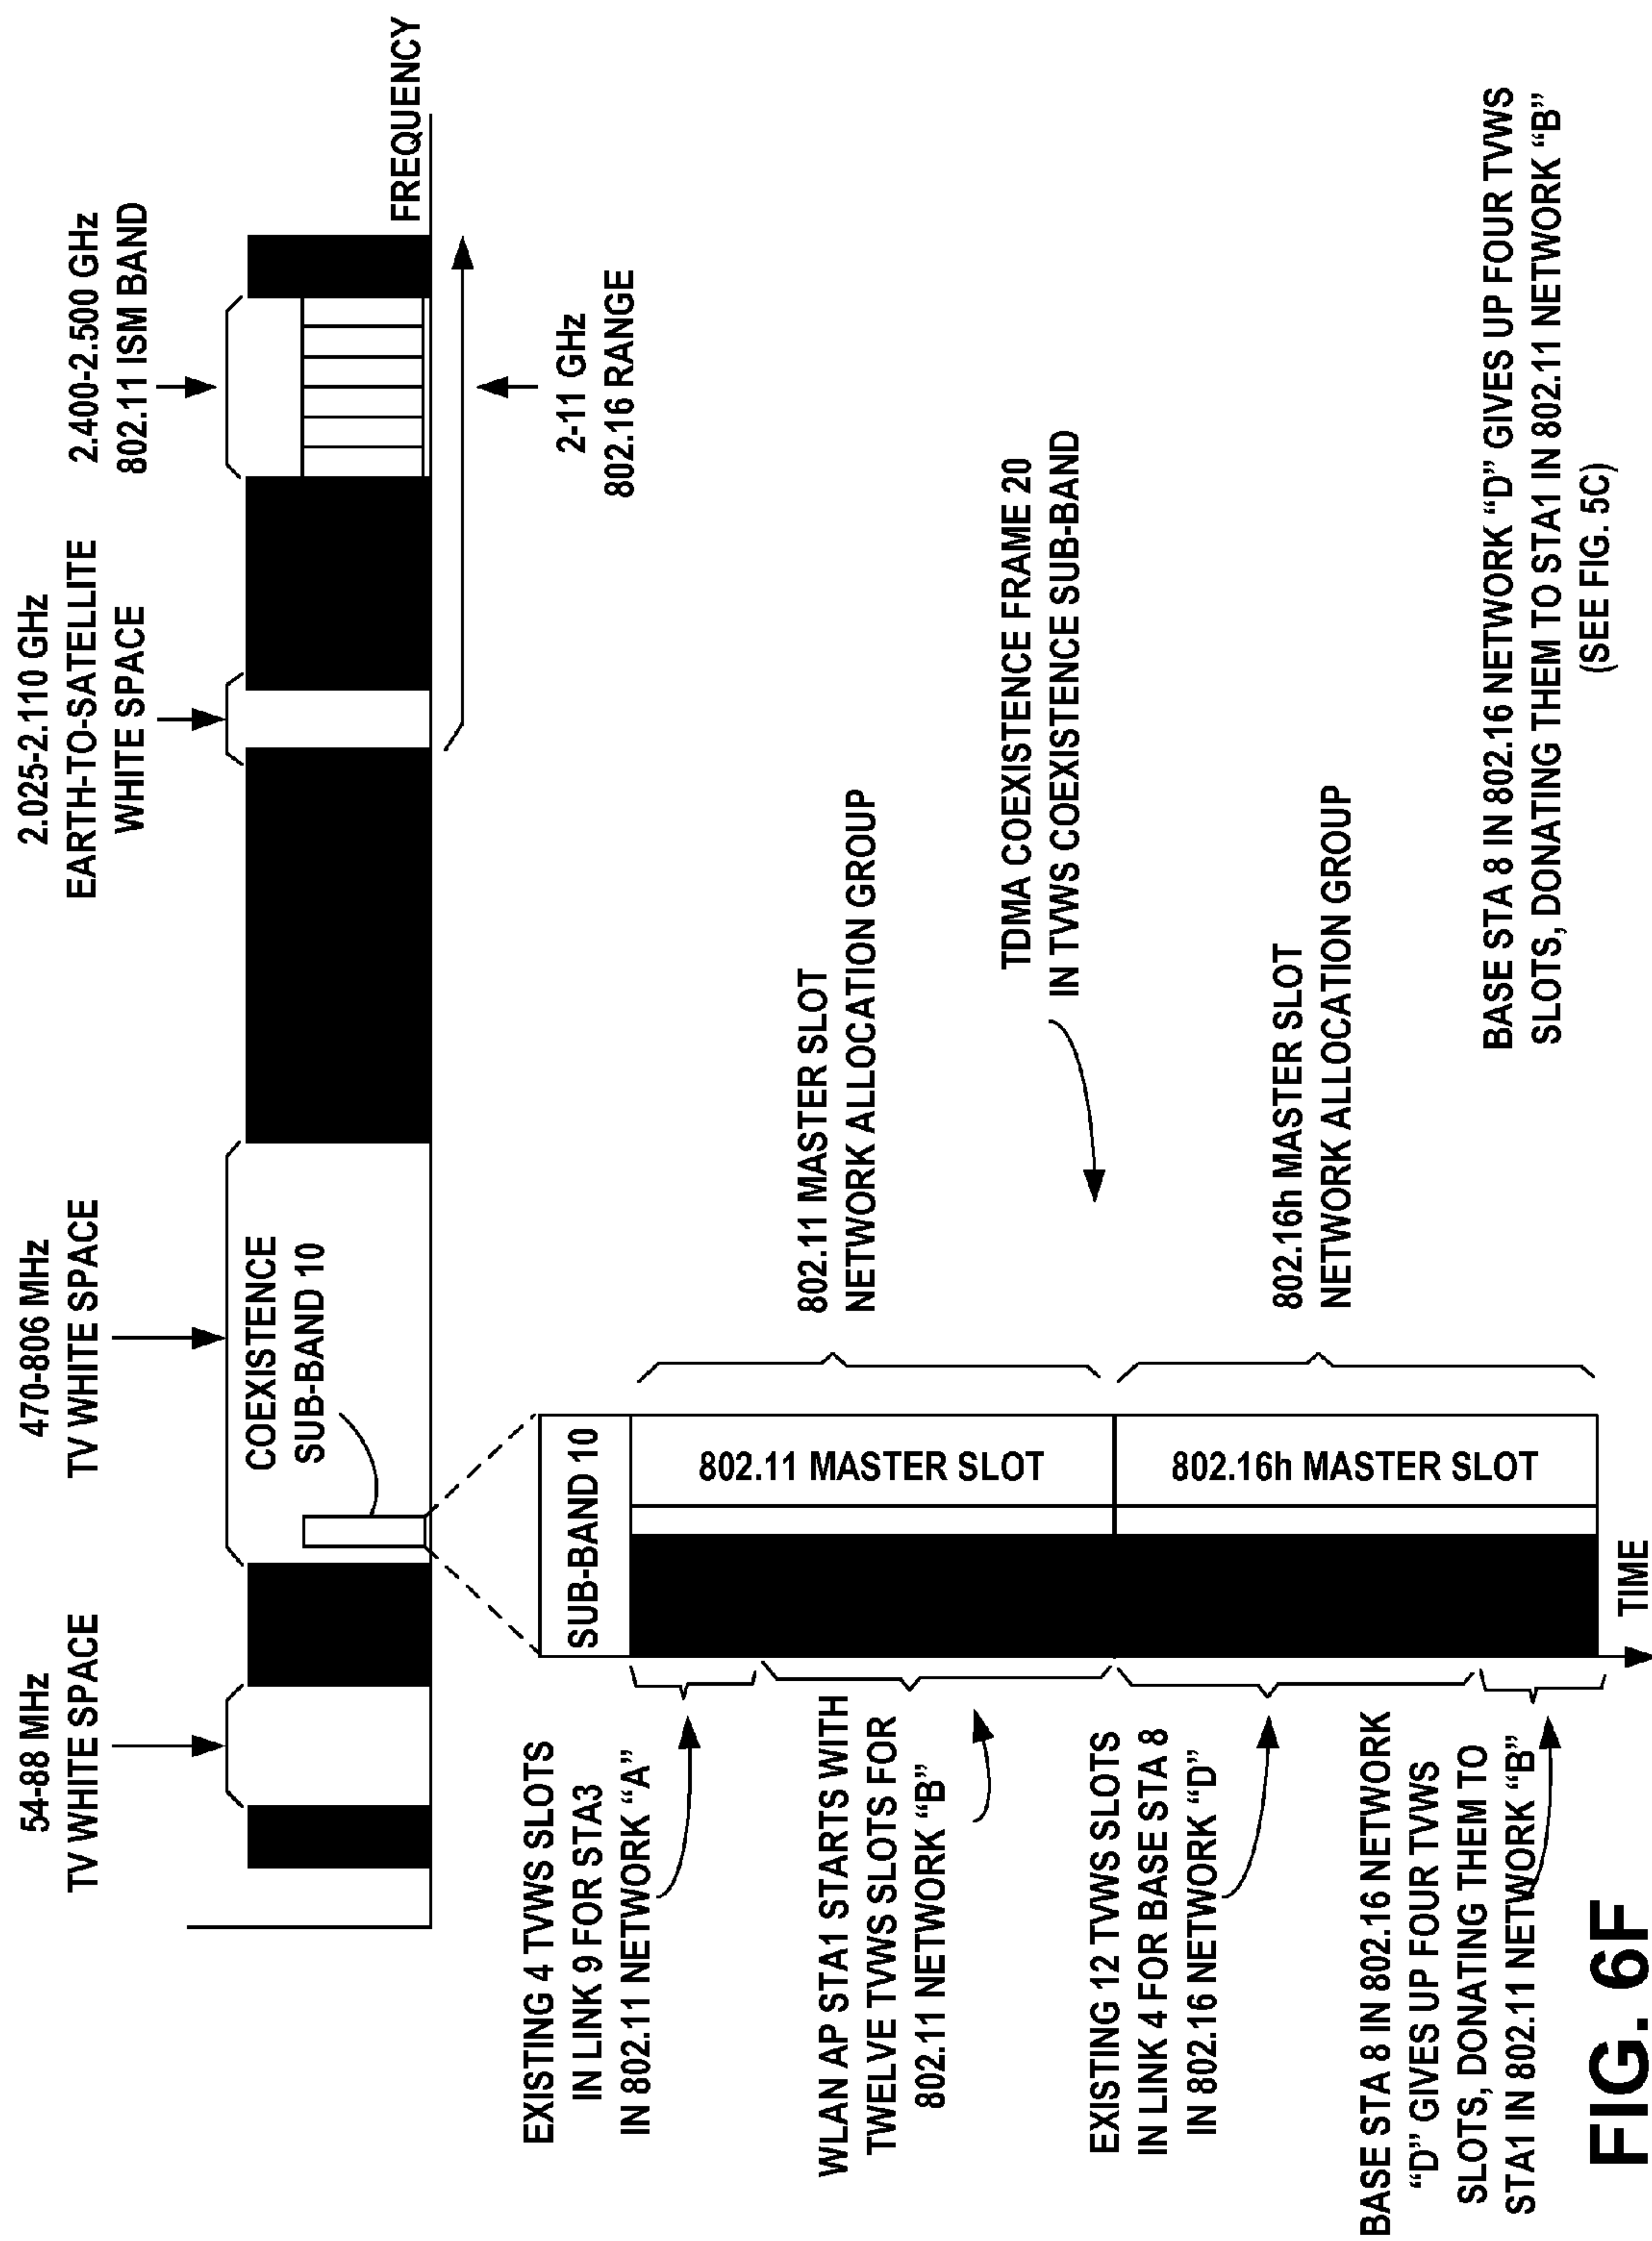 54-88 MHz
TV WHITE SPACE
470-806 MHz
TV WHITE SPACE
2.025-2.110 GHz
EARTH-TO-SATELLITE
WHITE SPACE
2.400-2.500 GHz
802.11 ISM BAND
COEXISTENCE
SUB-BAND 10
FREQUENCY
2-11 GHz
802.16 RANGE
SUB-BAND 10
802.11 MASTER SLOT
802.16h MASTER SLOT
TIME
EXISTING 4 TVWS SLOTS
IN LINK 9 FOR STA3
IN 802.11 NETWORK “A”
WLAN AP STA1 STARTS WITH
TWELVE TVWS SLOTS FOR
802.11 NETWORK “B”
EXISTING 12 TVWS SLOTS
IN LINK 4 FOR BASE STA 8
IN 802.16 NETWORK “D”
BASE STA 8 IN 802.16 NETWORK
“D” GIVES UP FOUR TVWS
SLOTS, DONATING THEM TO
STA1 IN 802.11 NETWORK “B”
802.11 MASTER SLOT
NETWORK ALLOCATION GROUP
TDMA COEXISTENCE FRAME 20
IN TVWS COEXISTENCE SUB-BAND
802.16h MASTER SLOT
NETWORK ALLOCATION GROUP
BASE STA 8 IN 802.16 NETWORK “D” GIVES UP FOUR TVWS
SLOTS, DONATING THEM TO STA1 IN 802.11 NETWORK “B”
(SEE FIG. 5C)
FIG. 6F